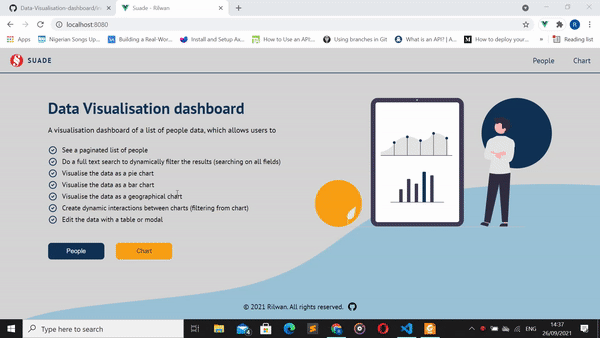 Data-Visualisation-dashboard/in
Suade - Rilwan
localhost:8080
Apps
Nigerian Songs Up...
Building a Real-Wor...
Install and Setup Ax...
How to Use an API:...
Using branches in Git
What is an API? | A...
How to deploy your...
Reading list
SUADE
People
Chart
Data Visualisation dashboard
A visualisation dashboard of a list of people data, which allows users to
See a paginated list of people
Do a full text search to dynamically filter the results (searching on all fields)
Visualise the data as a pie chart
Visualise the data as a bar chart
Visualise the data as a geographical chart
Create dynamic interactions between charts (filtering from chart)
Edit the data with a table or modal
People
Chart
© 2021 Rilwan. All rights reserved.
Type here to search
ENG
14:37
26/09/2021